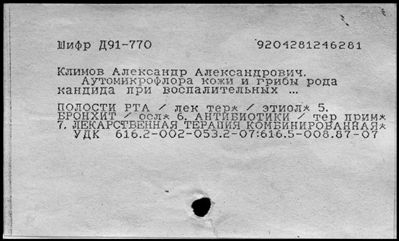 Шифр Д91-770 9204281246281
Климов Александр Александрович.
Аутомикрофлора кожи и грибы рода
кандида при воспалительных ...
ПОЛОСТИ РТА / лек тер* / этиол* 5.
БРОНХИТ / осл* 6. АНТИБИОТИКИ / тер прим*
7. ЛЕКАРСТВЕННАЯ ТЕРАПИЯ КОМБИНИРОВАННАЯ*
УДК 616.2-002-053.2-07:616.5-008.87-07